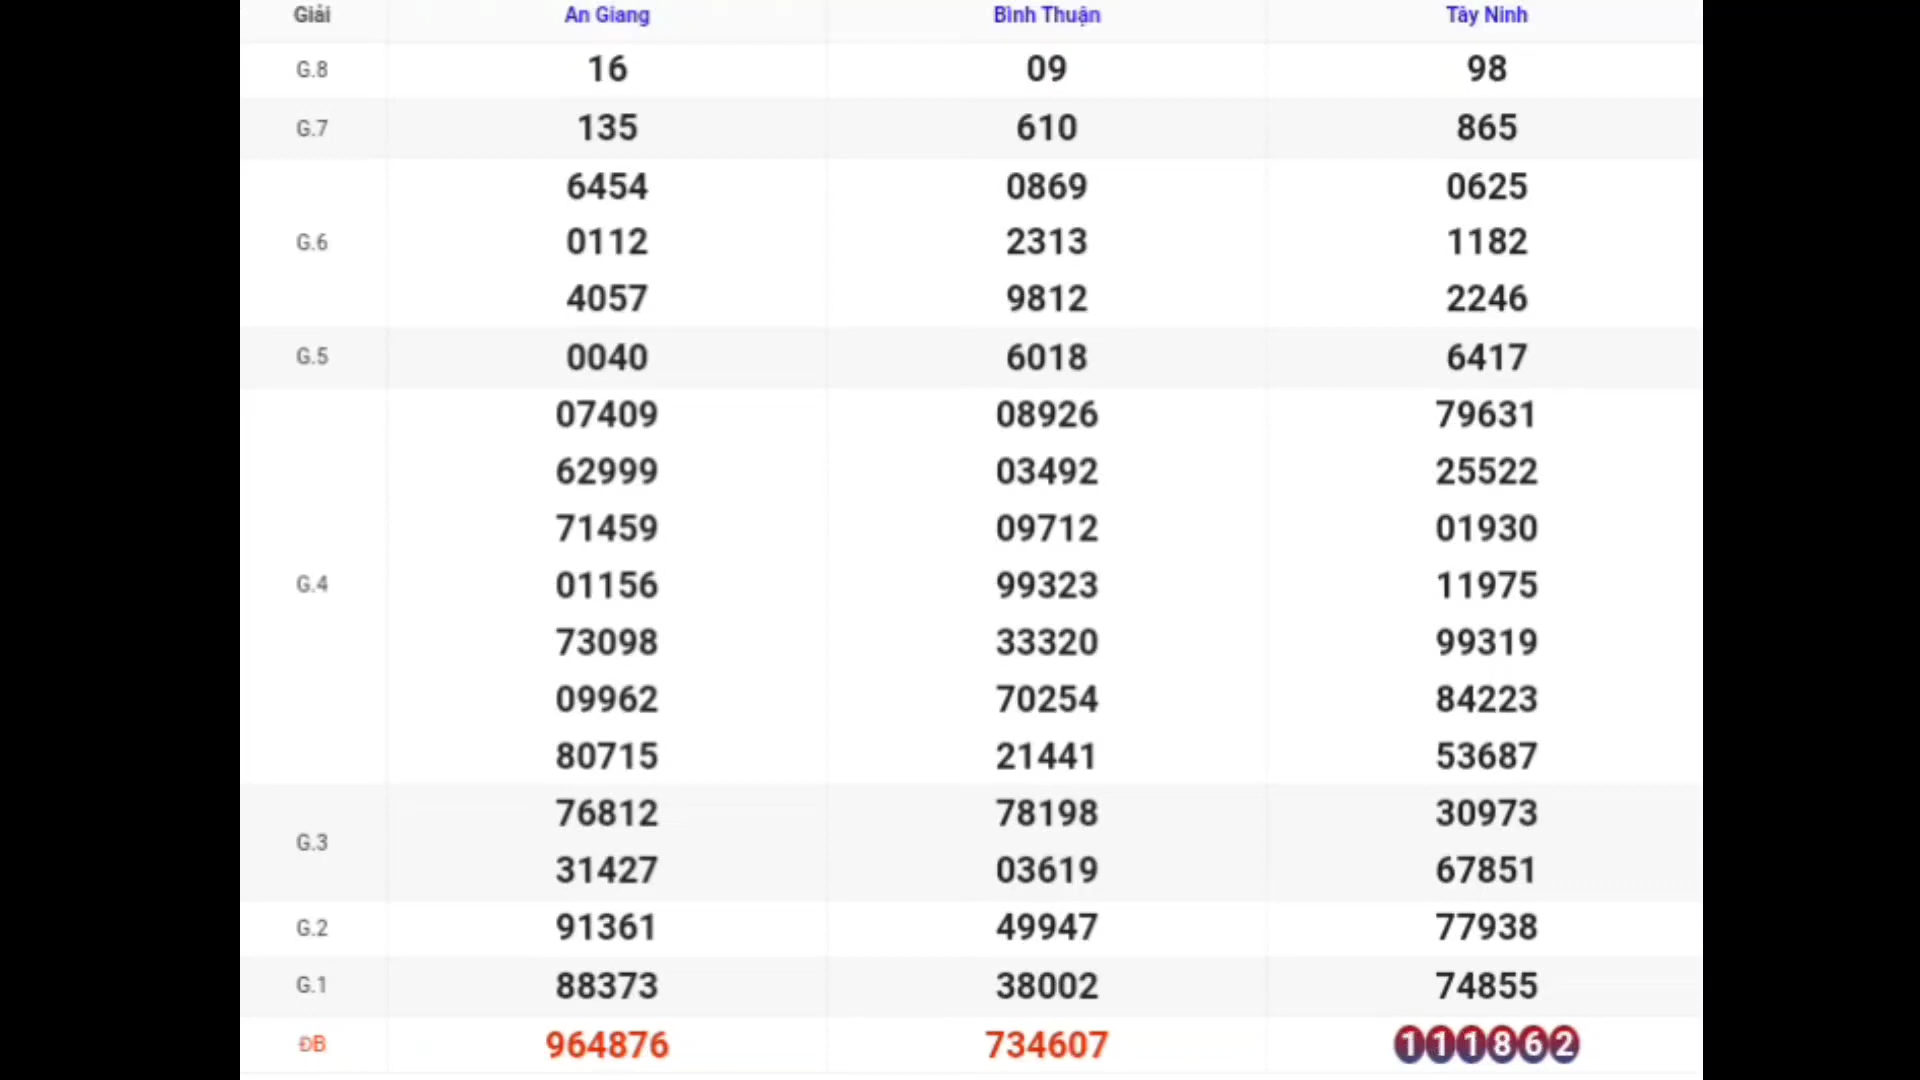 Giải An Giang Bình Thuận Tây Ninh
G.8 16 09 98
G.7 135 610 865
6454 0869 0625
G.6 0112 2313 1182
4057 9812 2246
G.5 0040 6018 6417
07409 08926 79631
62999 03492 25522
71459 09712 01930
G.4 01156 99323 11975
73098 33320 99319
09962 70254 84223
80715 21441 53687
G.3
76812 78198 30973
31427 03619 67851
G.2 91361 49947 77938
G.1 88373 38002 74855
ĐB 964876 734607 111862